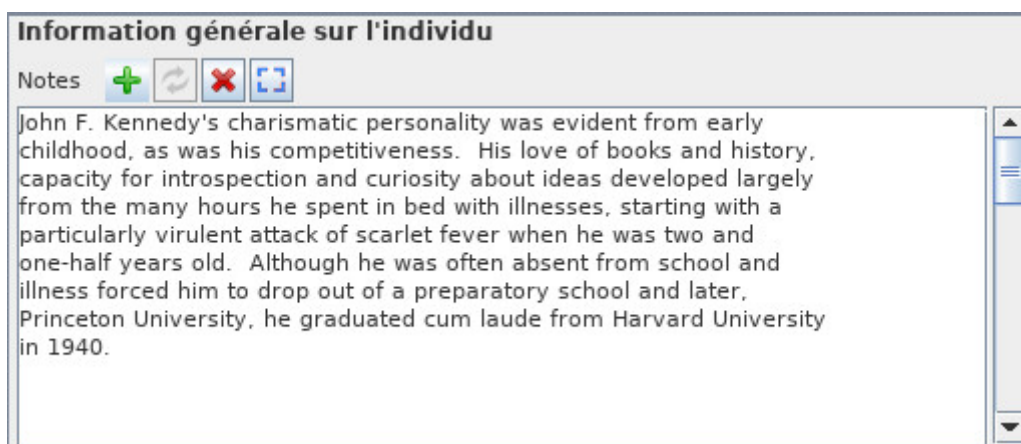 Information générale sur l'individu
Notes
John F. Kennedy's charismatic personality was evident from early
childhood, as was his competitiveness.  His love of books and history,
capacity for introspection and curiosity about ideas developed largely
from the many hours he spent in bed with illnesses, starting with a
particularly virulent attack of scarlet fever when he was two and
one-half years old.  Although he was often absent from school and
illness forced him to drop out of a preparatory school and later,
Princeton University, he graduated cum laude from Harvard University
in 1940.